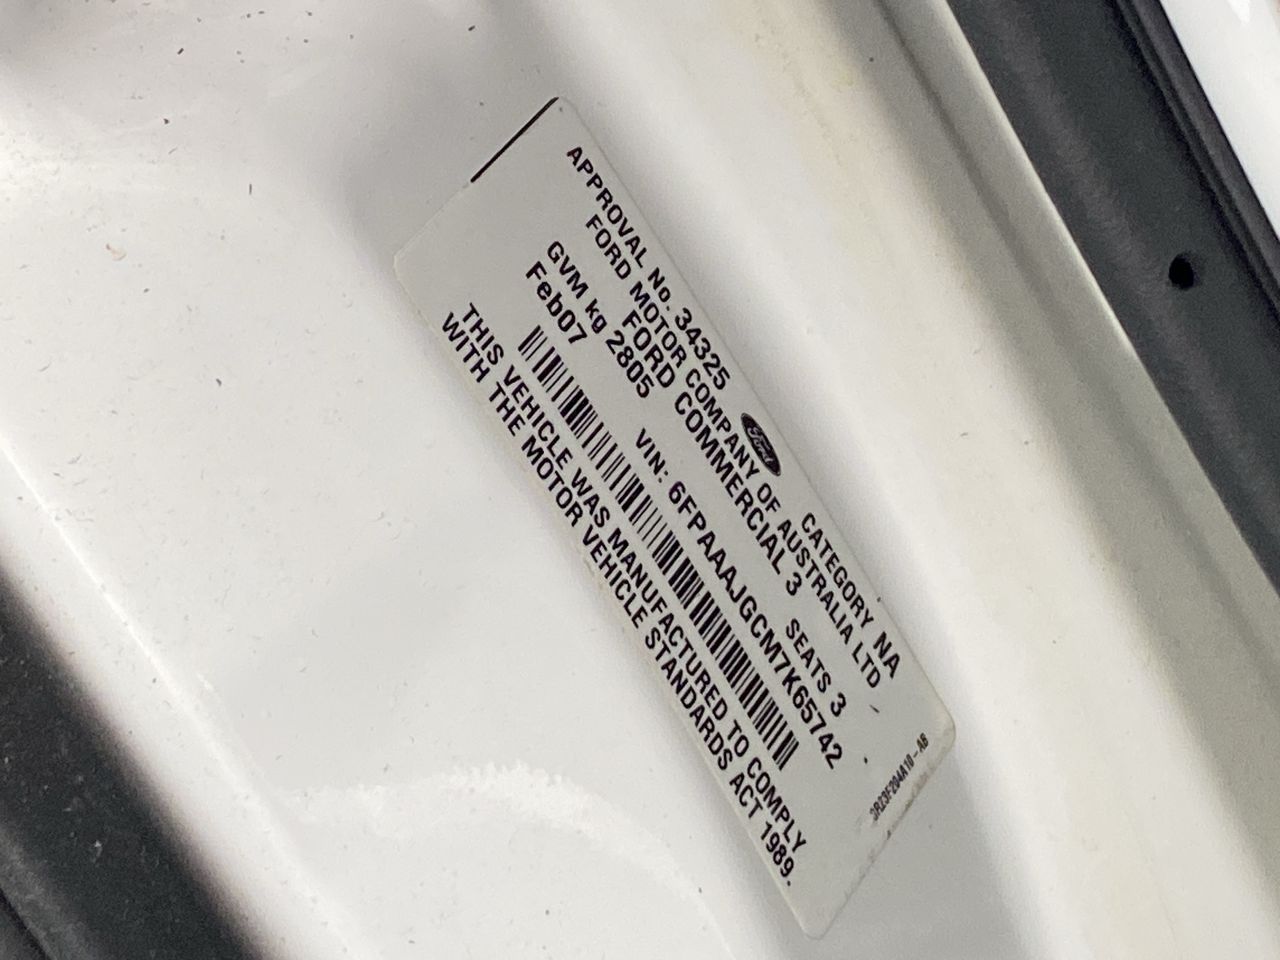 APPROVAL No. 34325 Ford CATEGORY NA
FORD MOTOR COMPANY OF AUSTRALIA LTD
FORD COMMERCIAL 3
GVM kg 2805 SEATS 3
Feb07 VIN: 6FPAAAJGCM7K65742
THIS VEHICLE WAS MANUFACTURED TO COMPLY
WITH THE MOTOR VEHICLE STANDARDS ACT 1989.